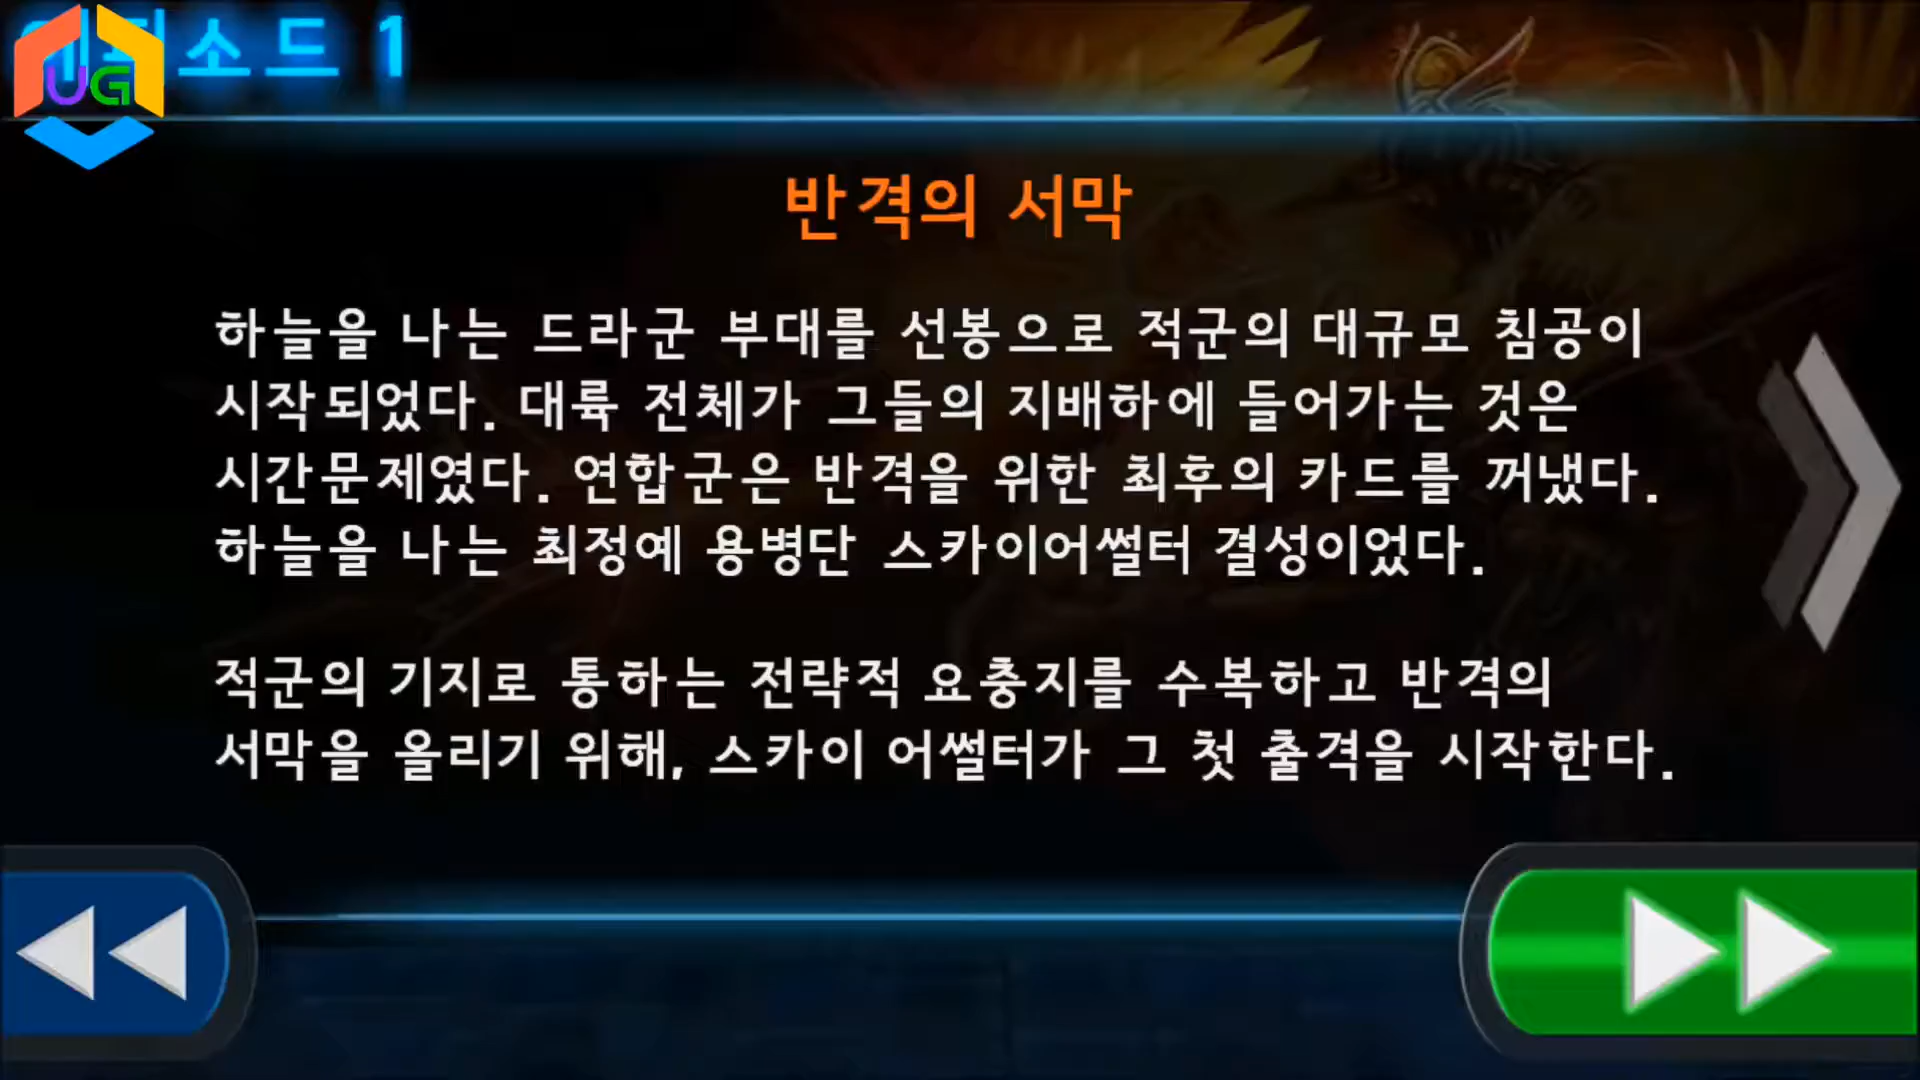 소드 1
UG
반격의 서막
하늘을 나는 드라군 부대를 선봉으로 적군의 대규모 침공이
시작되었다. 대륙 전체가 그들의 지배하에 들어가는 것은
시간문제였다. 연합군은 반격을 위한 최후의 카드를 꺼냈다.
하늘을 나는 최정예 용병단 스카이어썰터 결성이었다.
적군의 기지로 통하는 전략적 요충지를 수복하고 반격의
서막을 올리기 위해, 스카이 어썰터가 그 첫 출격을 시작한다.